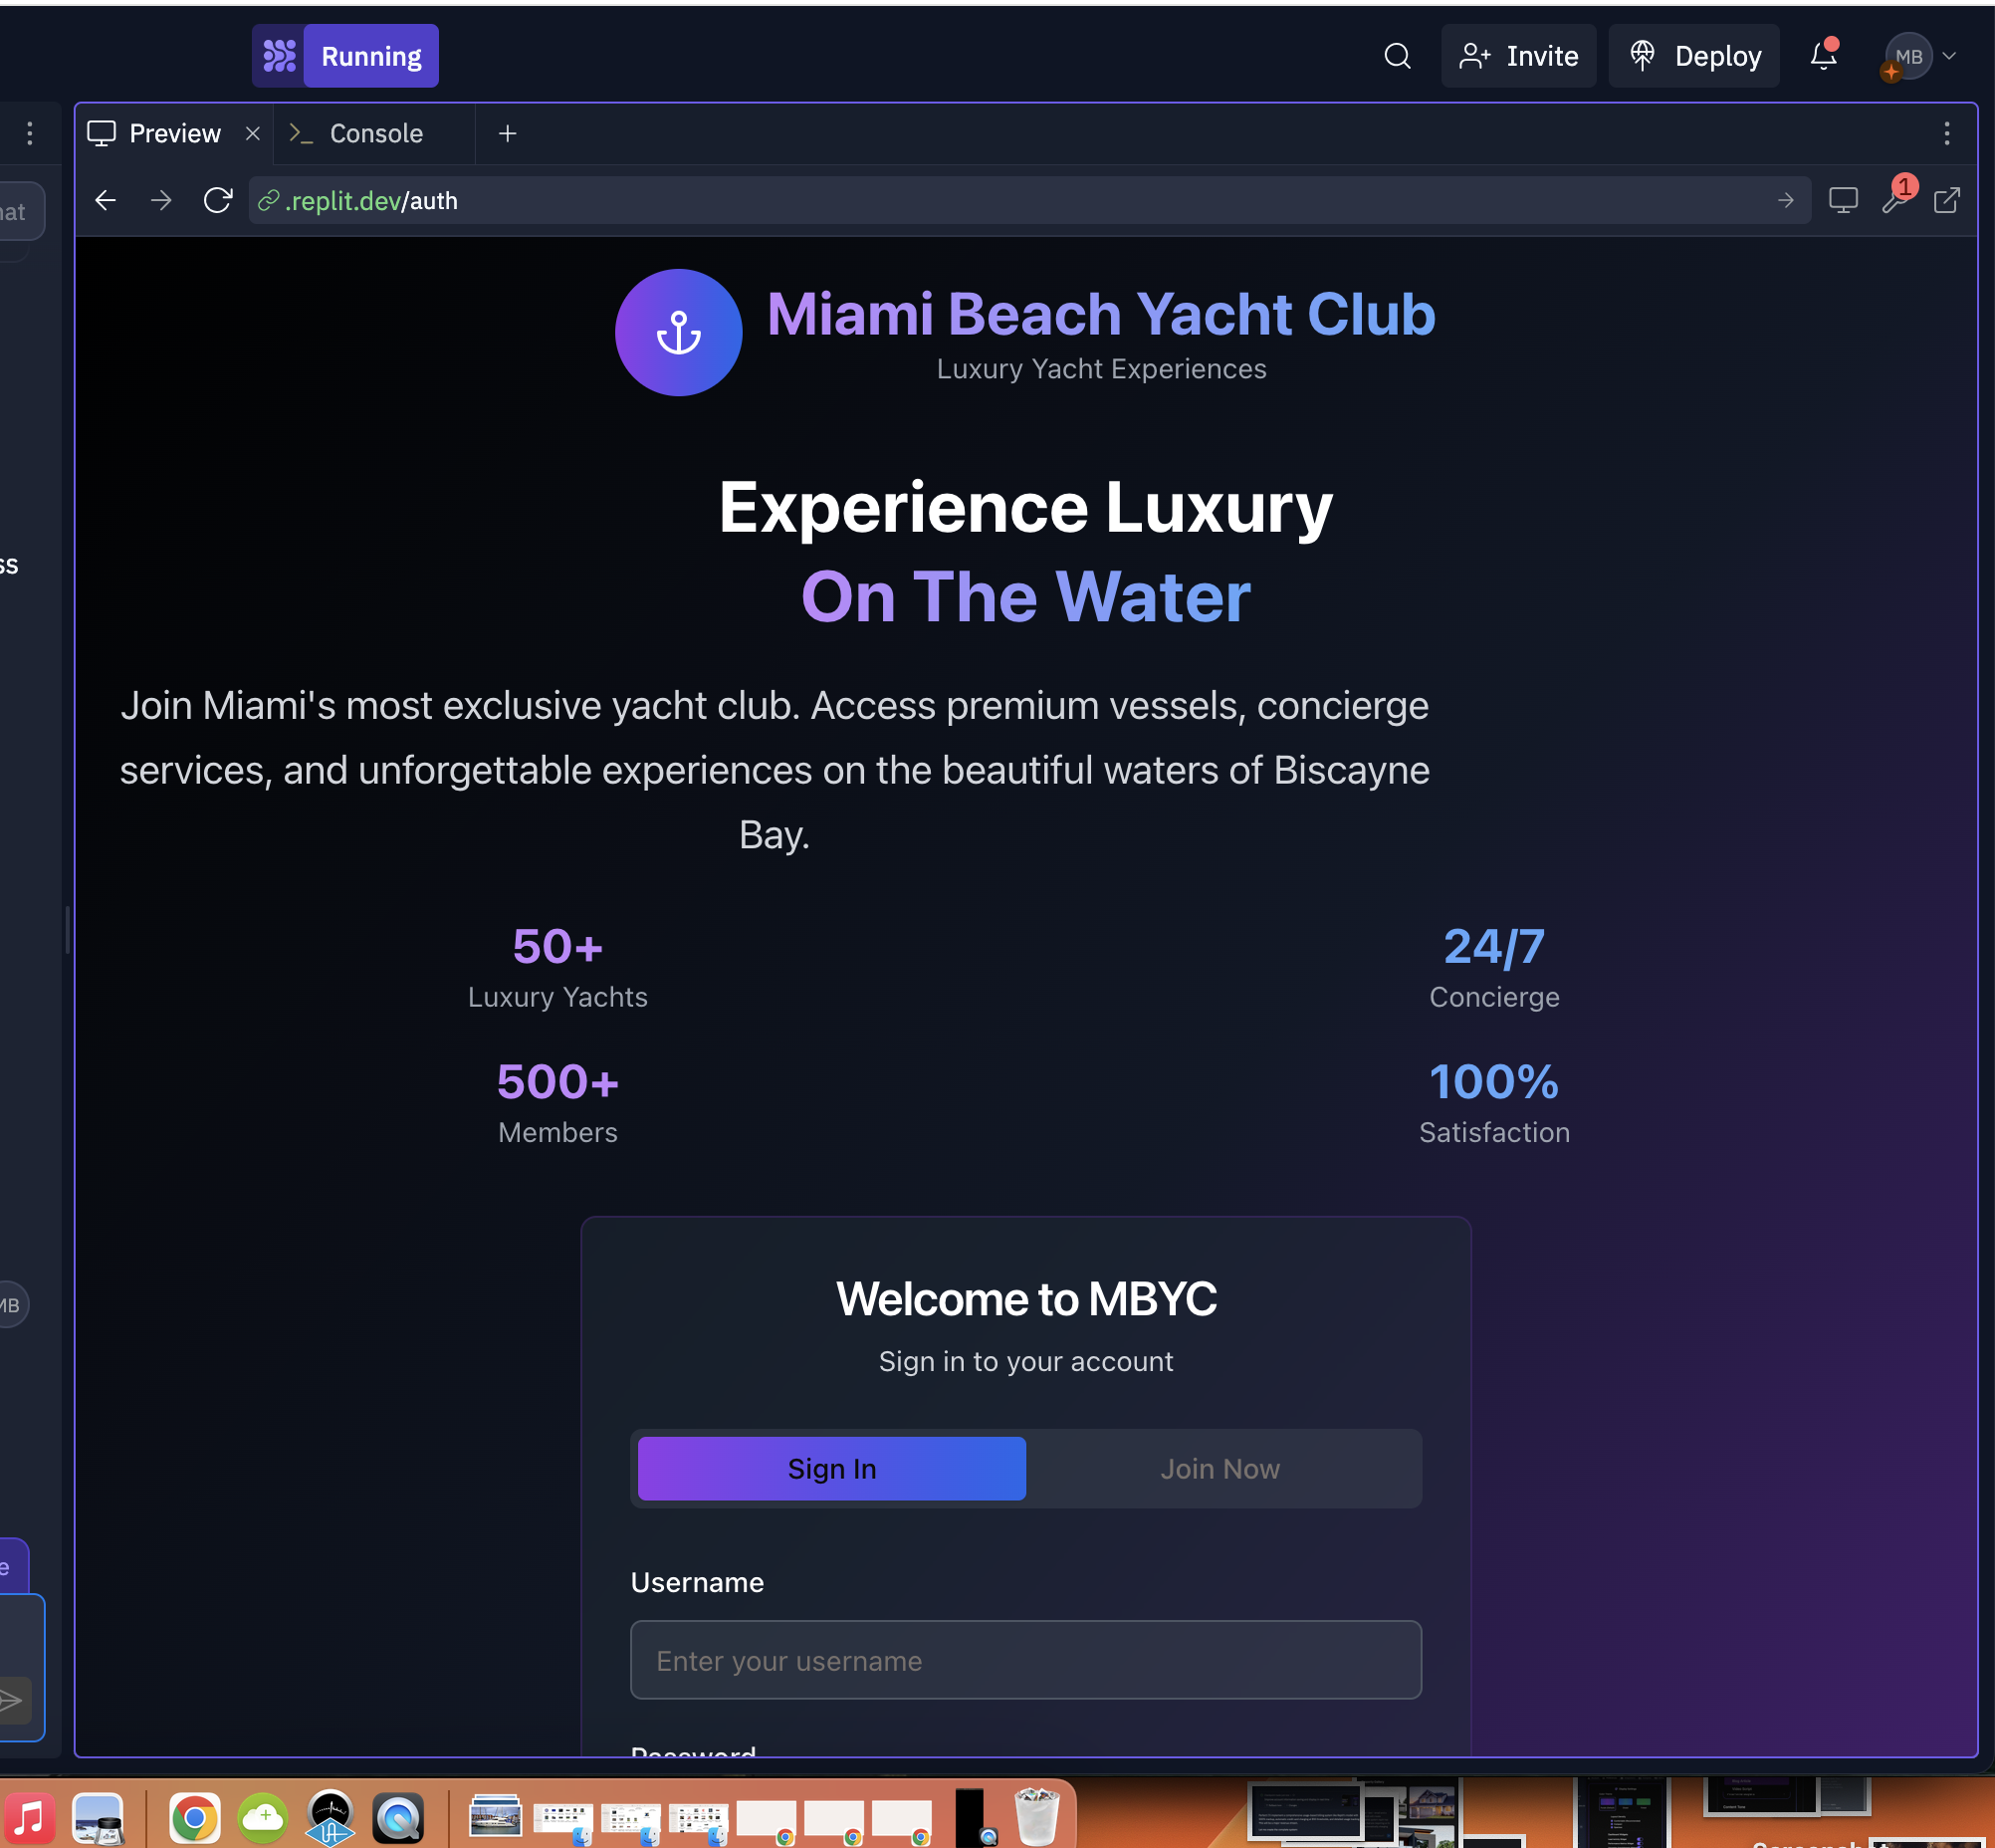 Running
Invite
Deploy
MB
Preview
Console
nat
.replit.dev/auth
1
Miami Beach Yacht Club
Luxury Yacht Experiences
Experience Luxury
On The Water
ss
Join Miami's most exclusive yacht club. Access premium vessels, concierge
services, and unforgettable experiences on the beautiful waters of Biscayne
Bay.
50+
Luxury Yachts
24/7
Concierge
500+
Members
100%
Satisfaction
Welcome to MBYC
MB
Sign in to your account
Sign In
Join Now
e
Username
Enter your username
Password